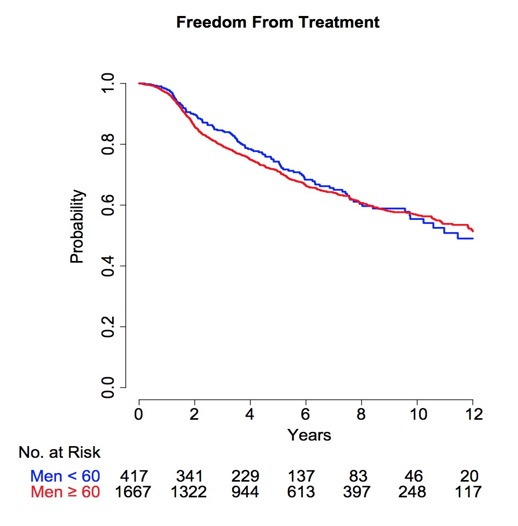 Freedom From Treatment
Probability
1.0
0.8
0.6
0.4
0.2
0.0
0 2 4 6 8 10 12
Years
No. at Risk
Men < 60 417 341 229 137 83 46 20
Men ≥ 60 1667 1322 944 613 397 248 117